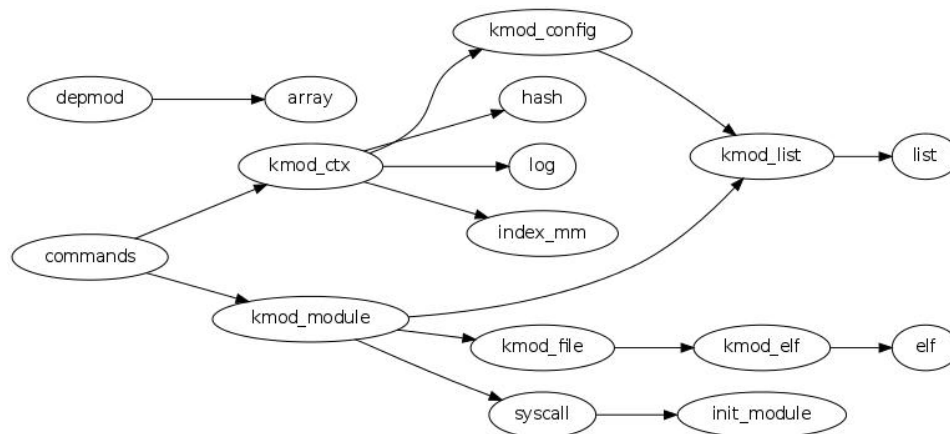 kmod_config
depmod
array
hash
kmod_ctx
log
kmod_list
list
commands
index_mm
kmod_module
kmod_file
kmod_elf
elf
syscall
init_module